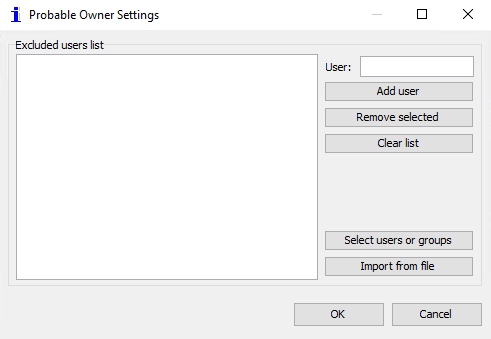 Probable Owner Settings
Excluded users list
User:
Add user
Remove selected
Clear list
Select users or groups
Import from file
OK
Cancel